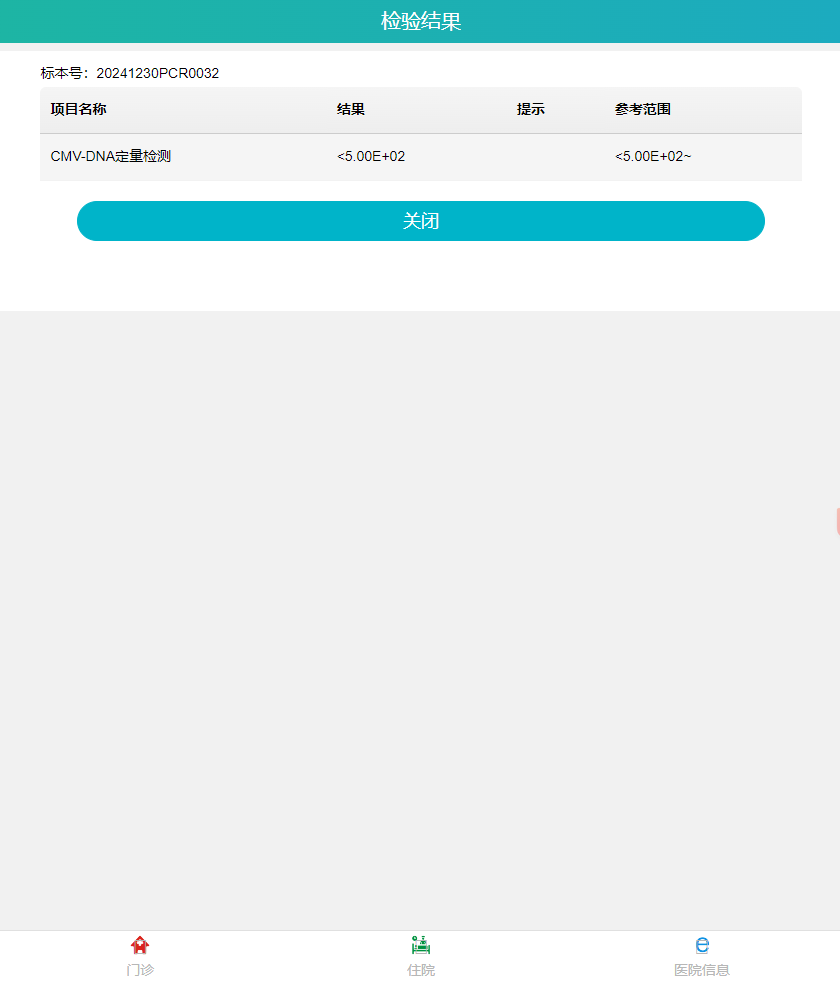 检验结果
标本号：20241230PCR0032
项目名称 结果 提示 参考范围
CMV-DNA定量检测 <5.00E+02 <5.00E+02~
关闭
门诊 住院 医院信息